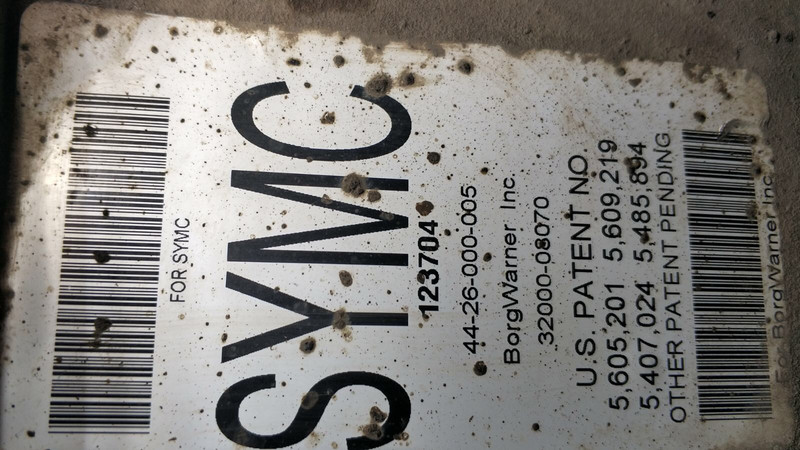 FOR SYMC
SYMC
123704
44-26-000-005
BorgWarner Inc.
32000-08070
U.S. PATENT NO.
5,605,201 5,609,219
5,407,024 5,485,894
OTHER PATENT PENDING
For BorgWarner Inc